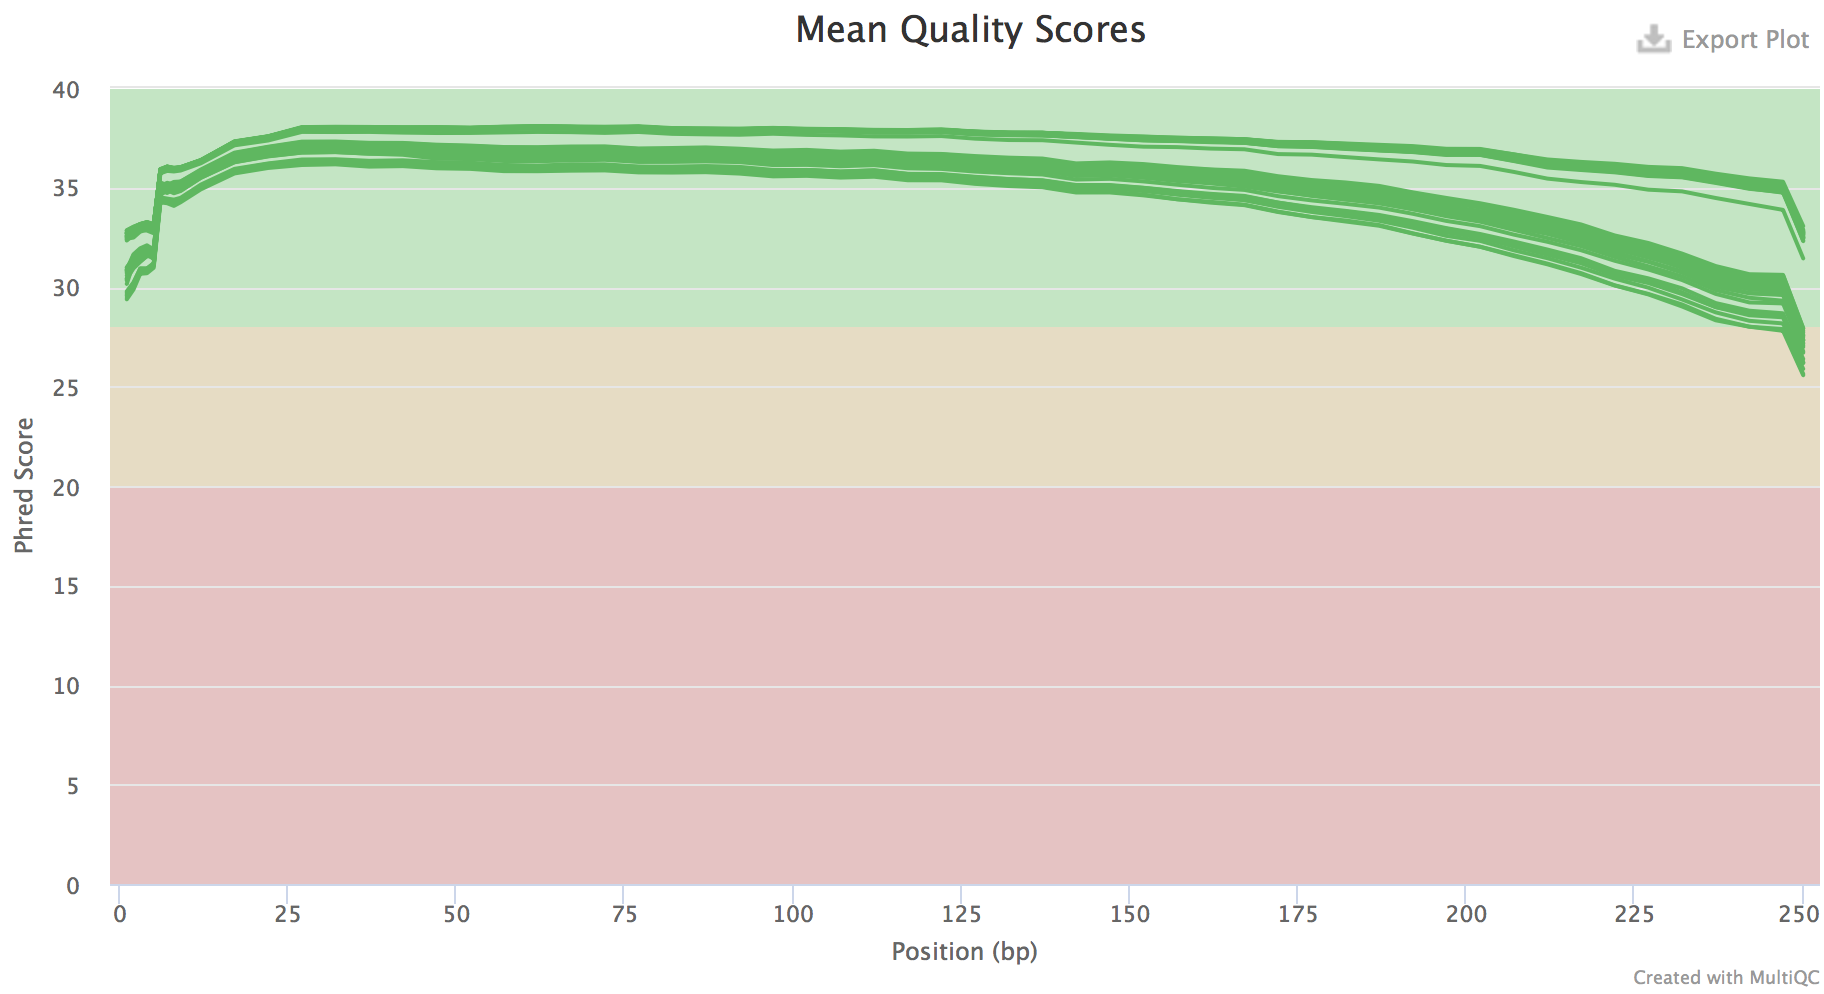 Mean Quality Scores
Export Plot
40
35
30
25
20
15
10
5
0
Phred Score
0 25 50 75 100 125 150 175 200 225 250
Position (bp)
Created with MultiQC